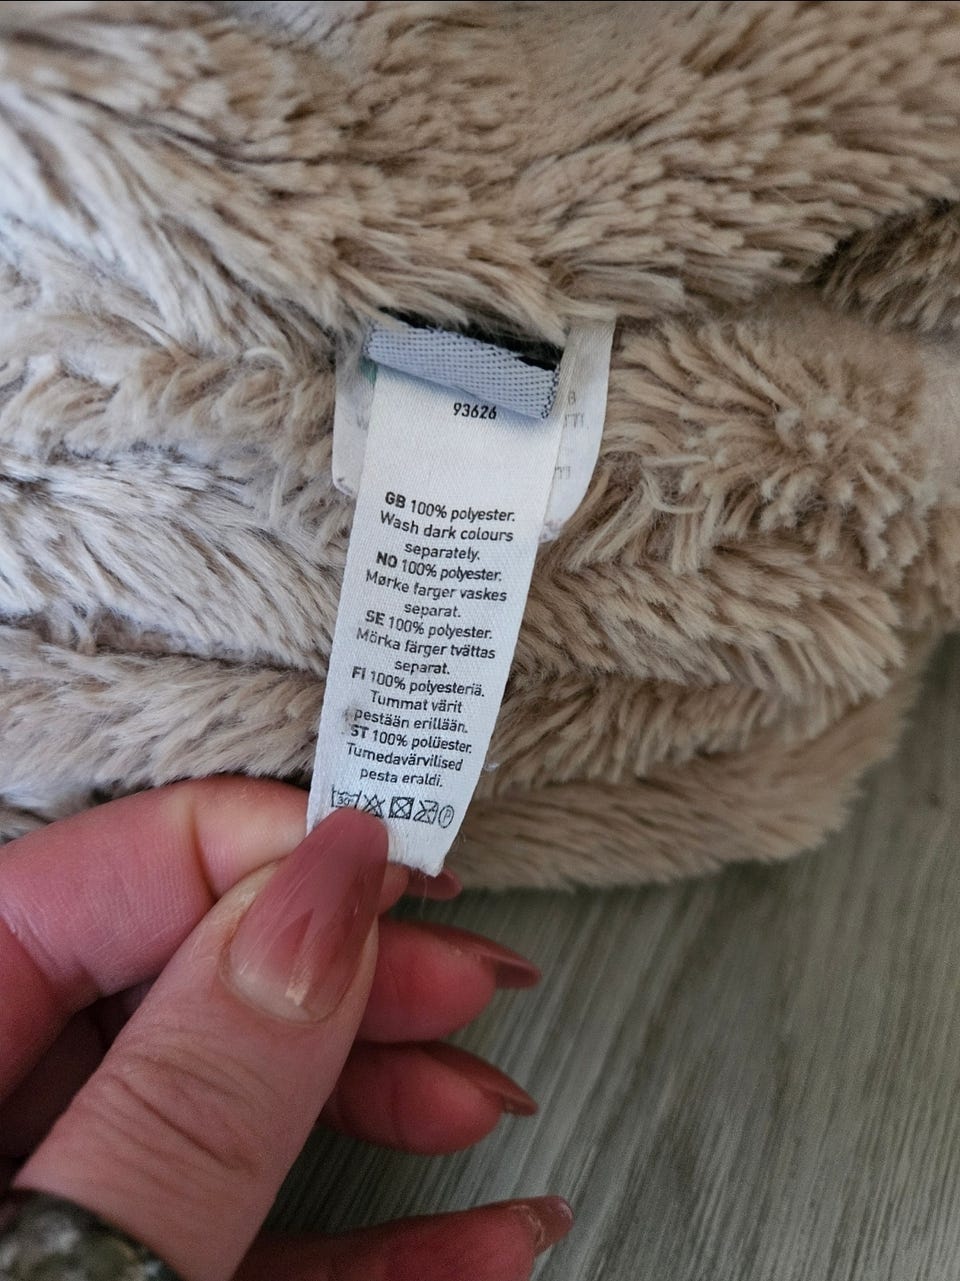 93626
GB 100% polyester.
Wash dark colours
separately.
NO 100% polyester.
Mørke farger vaskes
separat.
SE 100% polyester.
Mörka färger tvättas
separat.
FI 100% polyesteriä.
Tummat värit
pestään erillään.
ST 100% polüester.
Tumedavärvilised
pesta eraldi.
30
P